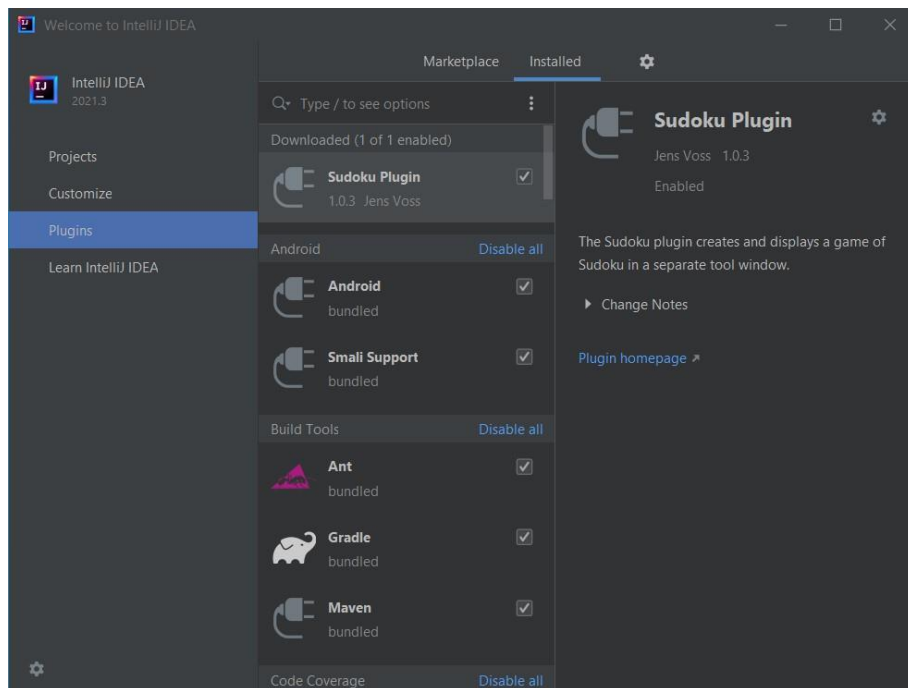 Welcome to IntelliJ IDEA
IntelliJ IDEA
2021.3
Projects
Customize
Plugins
Learn IntelliJ IDEA
Marketplace
Installed
Type / to see options
Downloaded (1 of 1 enabled)
Sudoku Plugin
1.0.3 Jens Voss
Android
Disable all
Android
bundled
Smali Support
bundled
Build Tools
Disable all
Ant
bundled
Gradle
bundled
Maven
bundled
Code Coverage
Disable all
Sudoku Plugin
Jens Voss 1.0.3
Enabled
The Sudoku plugin creates and displays a game of
Sudoku in a separate tool window.
Change Notes
Plugin homepage